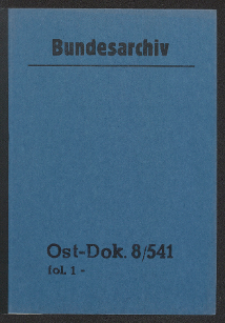 Bundesarchiv
Ost-Dok. 8/541
fol. 1 -